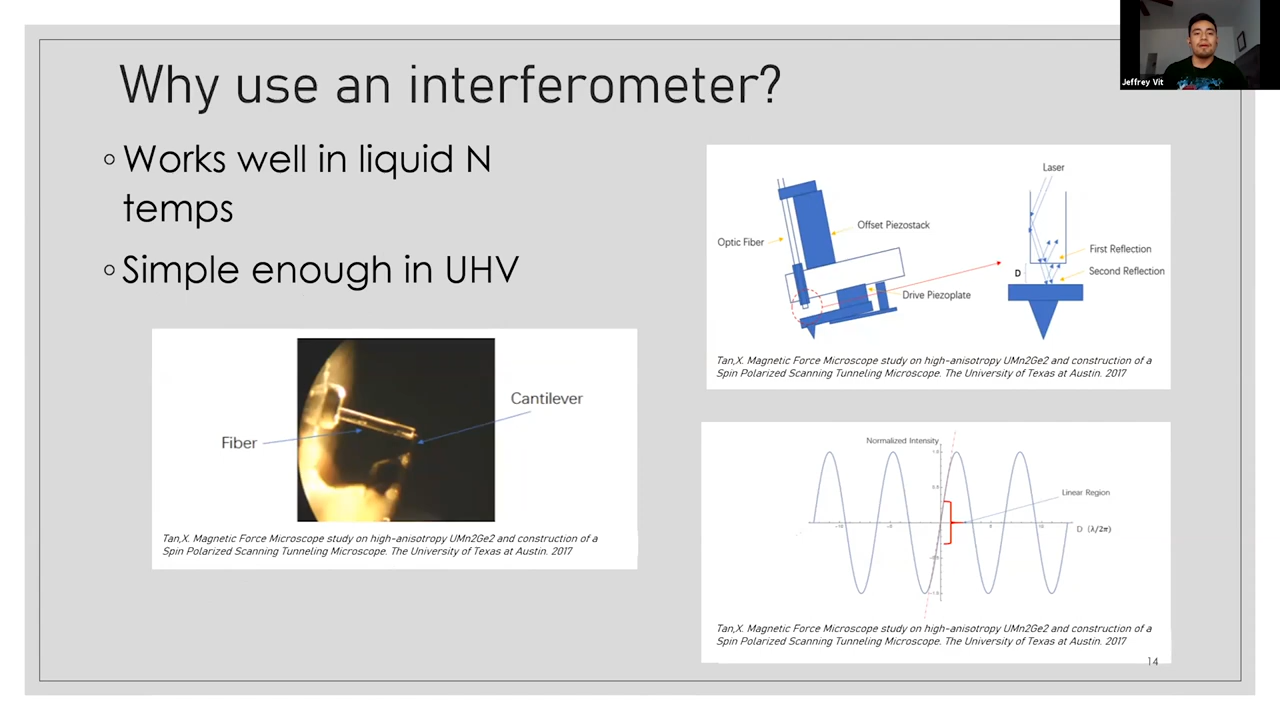 Jeffrey Vit
Why use an interferometer?
◦ Works well in liquid N
temps
◦ Simple enough in UHV
Fiber
Cantilever
Tan,X. Magnetic Force Microscope study on high-anisotropy UMn2Ge2 and construction of a
Spin Polarized Scanning Tunneling Microscope. The University of Texas at Austin. 2017
Laser
Optic Fiber
Offset Piezostack
First Reflection
D
Second Reflection
Drive Piezoplate
Tan,X. Magnetic Force Microscope study on high-anisotropy UMn2Ge2 and construction of a
Spin Polarized Scanning Tunneling Microscope. The University of Texas at Austin. 2017
Normalized Intensity
Linear Region
D (λ/2π)
Tan,X. Magnetic Force Microscope study on high-anisotropy UMn2Ge2 and construction of a
Spin Polarized Scanning Tunneling Microscope. The University of Texas at Austin. 2017
14